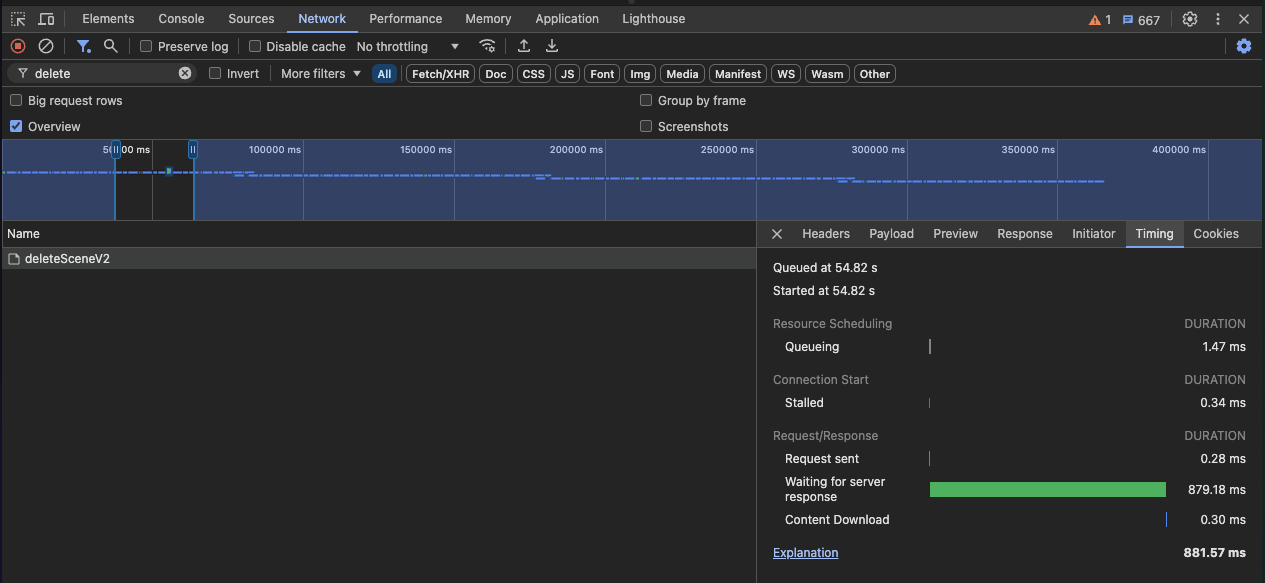 Elements Console Sources Network Performance Memory Application Lighthouse 1 667
Preserve log Disable cache No throttling
delete Invert More filters All Fetch/XHR Doc CSS JS Font Img Media Manifest WS Wasm Other
Big request rows Group by frame
Overview Screenshots
00 ms 100000 ms 150000 ms 200000 ms 250000 ms 300000 ms 350000 ms 400000 ms
Name
deleteSceneV2
Headers Payload Preview Response Initiator Timing Cookies
Queued at 54.82 s
Started at 54.82 s
Resource Scheduling DURATION
Queueing 1.47 ms
Connection Start DURATION
Stalled 0.34 ms
Request/Response DURATION
Request sent 0.28 ms
Waiting for server
response 879.18 ms
Content Download 0.30 ms
Explanation 881.57 ms